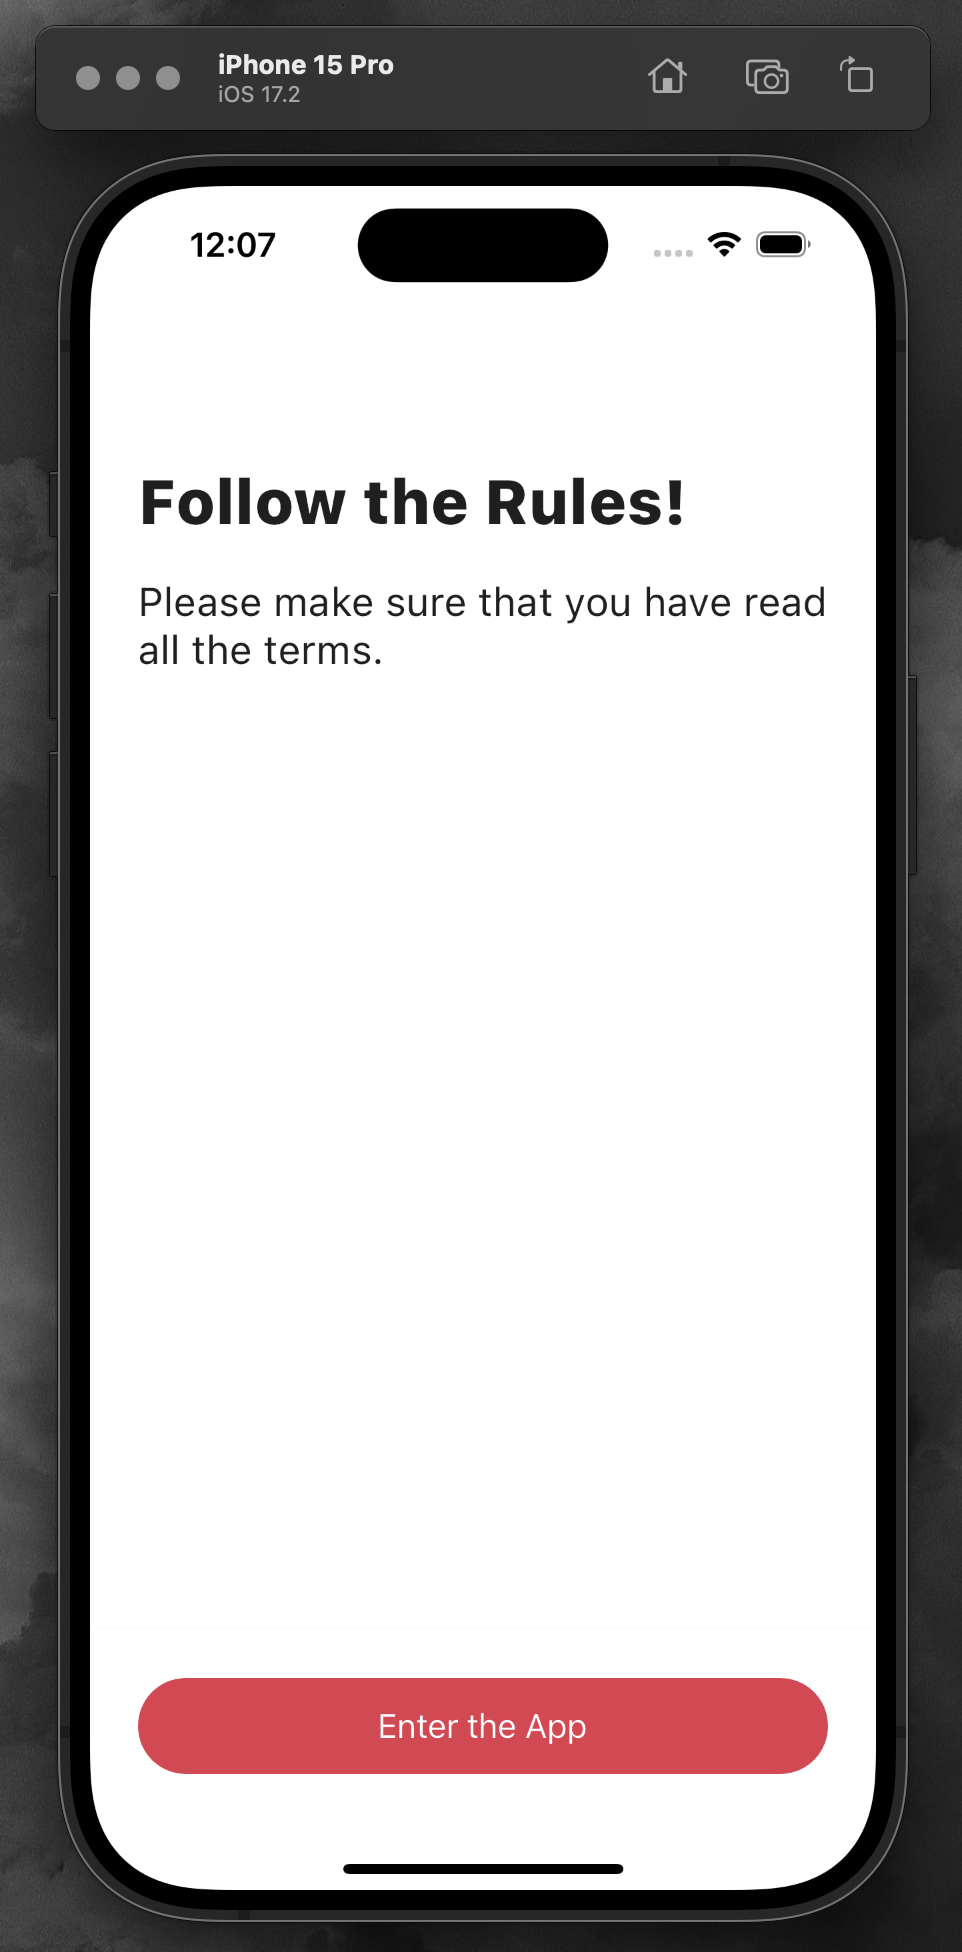 iPhone 15 Pro
iOS 17.2
12:07
Follow the Rules!
Please make sure that you have read
all the terms.
Enter the App